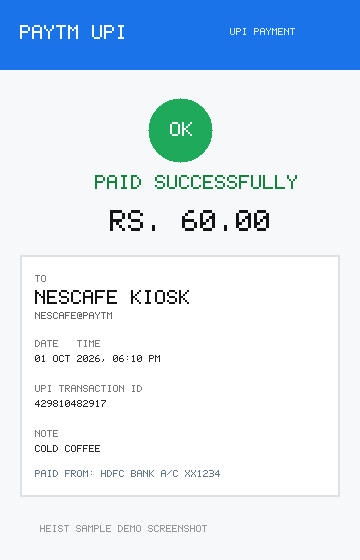 PAYTM UPI
UPI PAYMENT
OK
PAID SUCCESSFULLY
RS. 60.00
TO
NESCAFE KIOSK
NESCAFE@PAYTM
DATE TIME
01 OCT 2026, 06:10 PM
UPI TRANSACTION ID
429810482917
NOTE
COLD COFFEE
PAID FROM: HDFC BANK A/C XX1234
HEIST SAMPLE DEMO SCREENSHOT